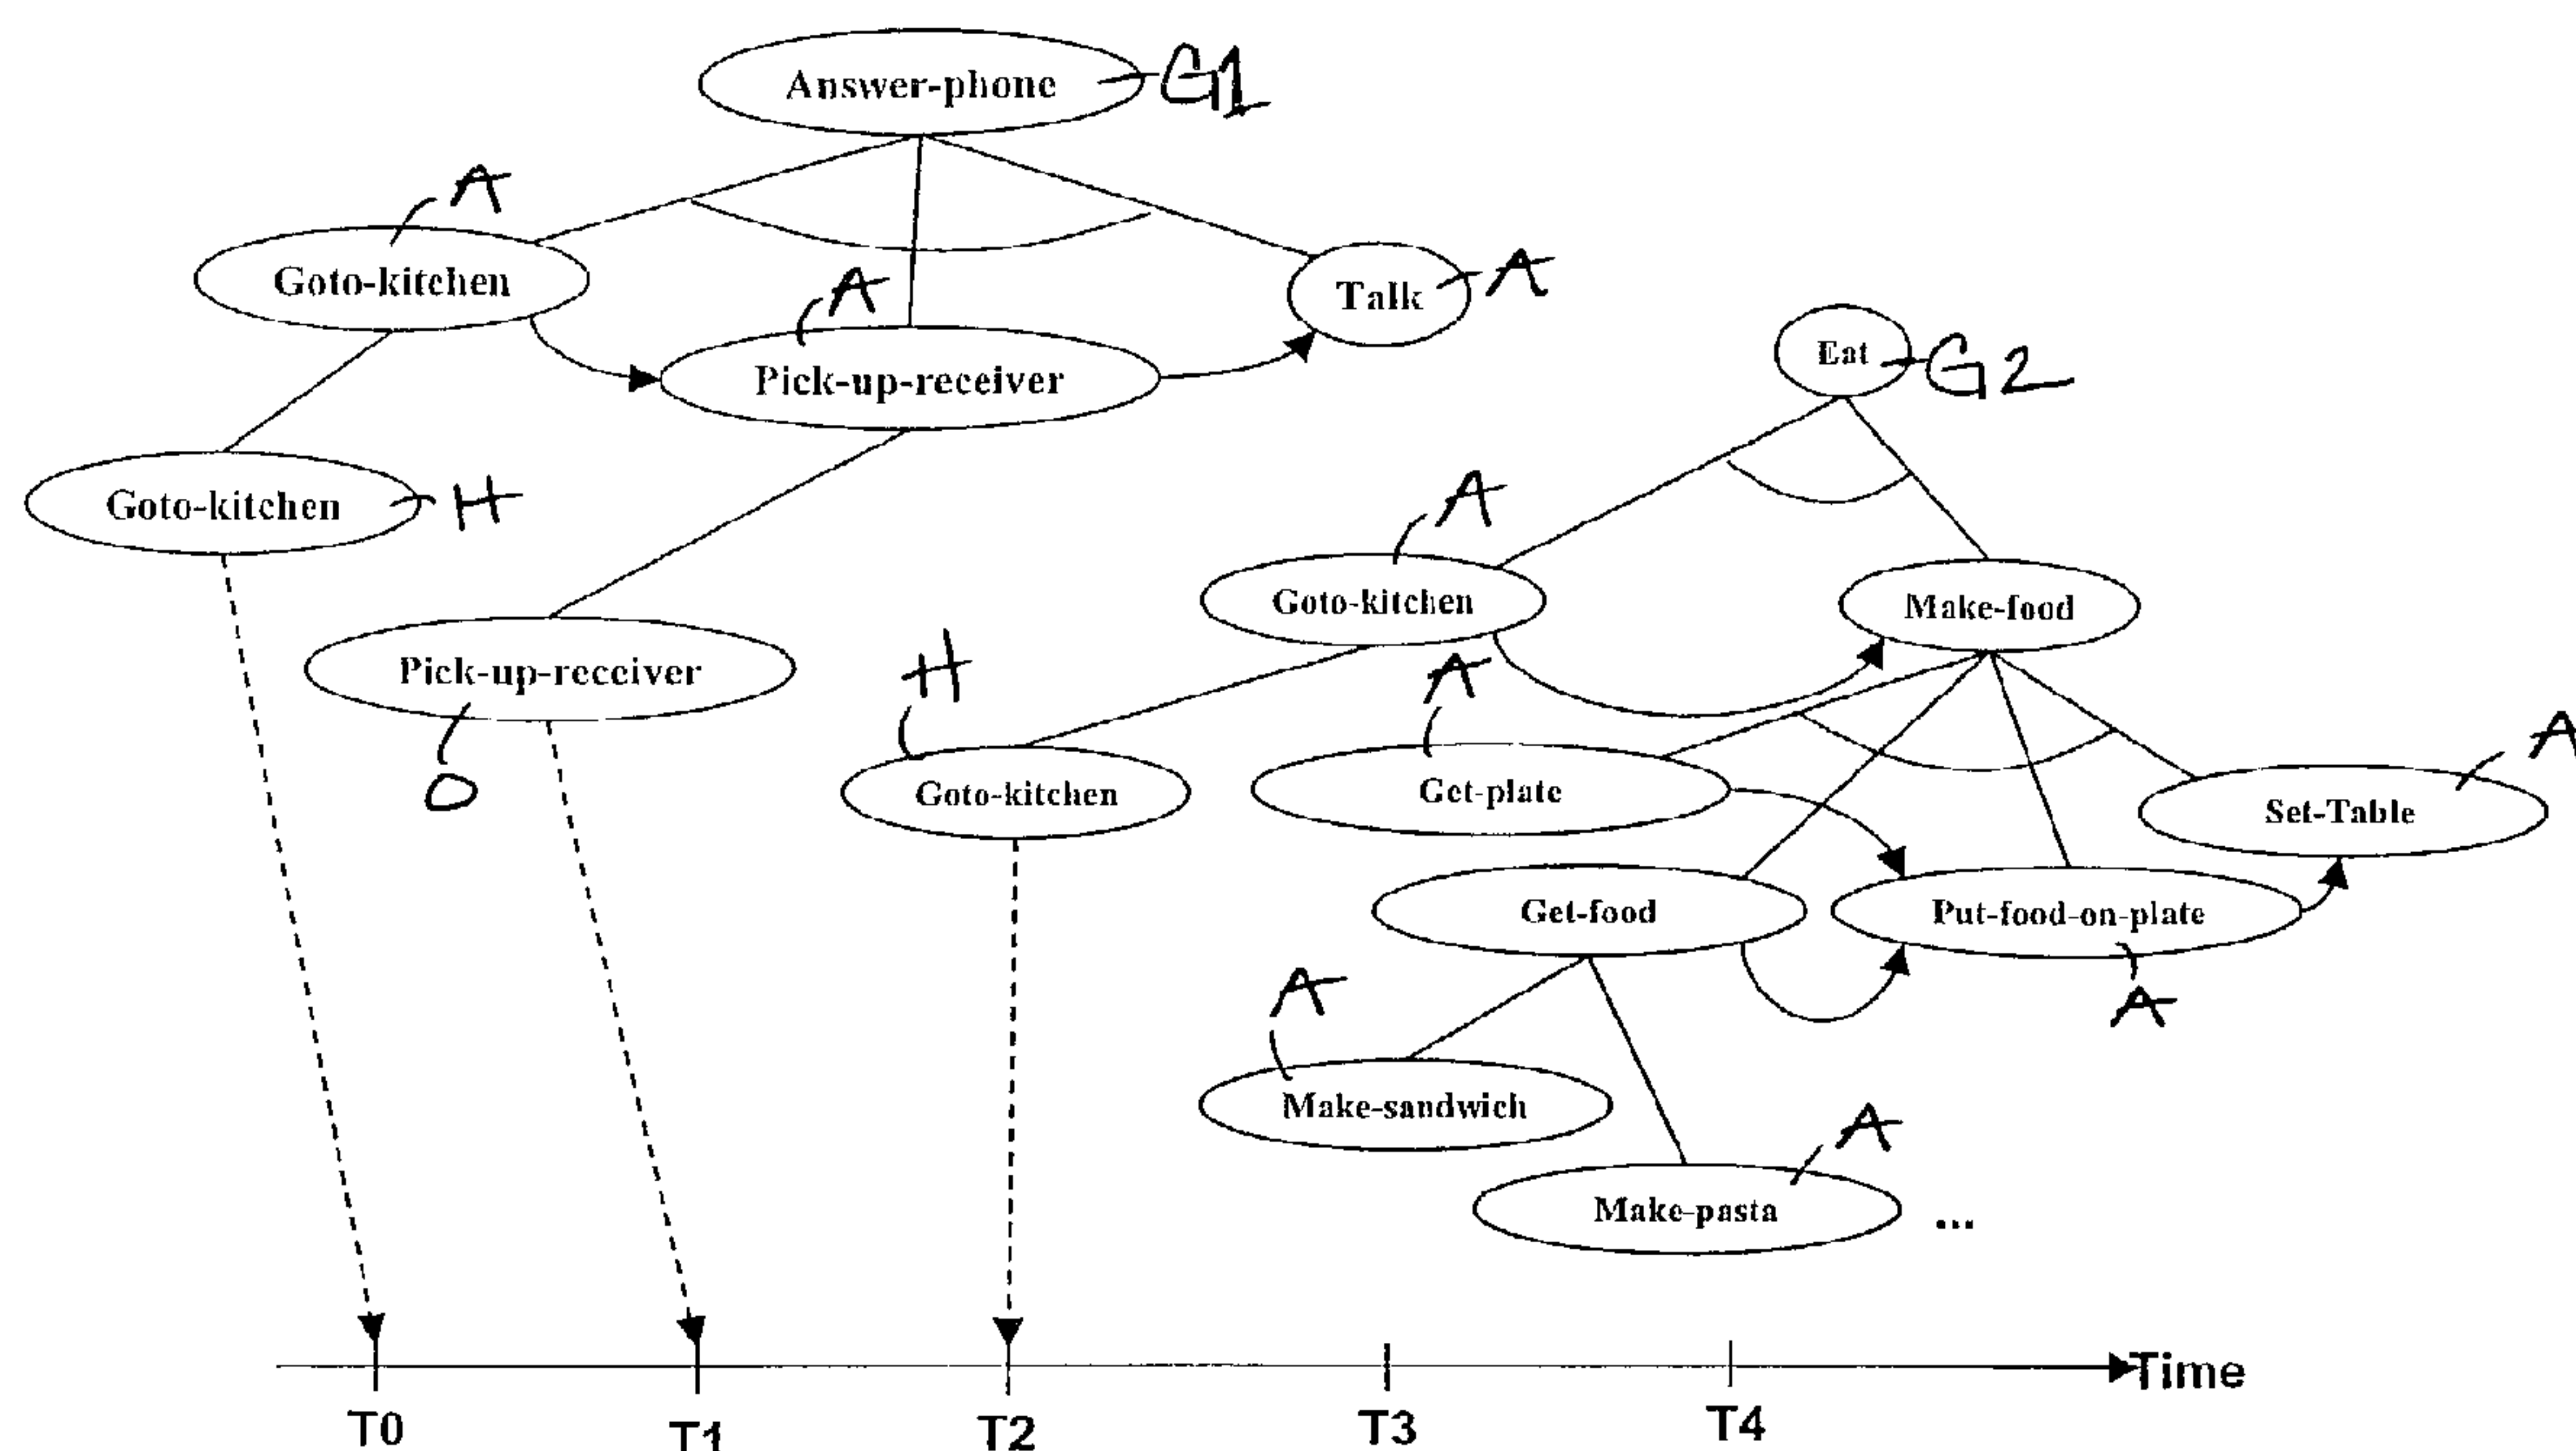 Answer-phone
G1
A
Goto-kitchen
A
Talk
A
Pick-up-receiver
Eat
G2
Goto-kitchen
H
A
Goto-kitchen
Make-food
Pick-up-receiver
O
H
A
Goto-kitchen
Get-plate
A
Set-Table
Get-food
Put-food-on-plate
A
A
Make-sandwich
A
Make-pasta
...
Time
T0
T1
T2
T3
T4